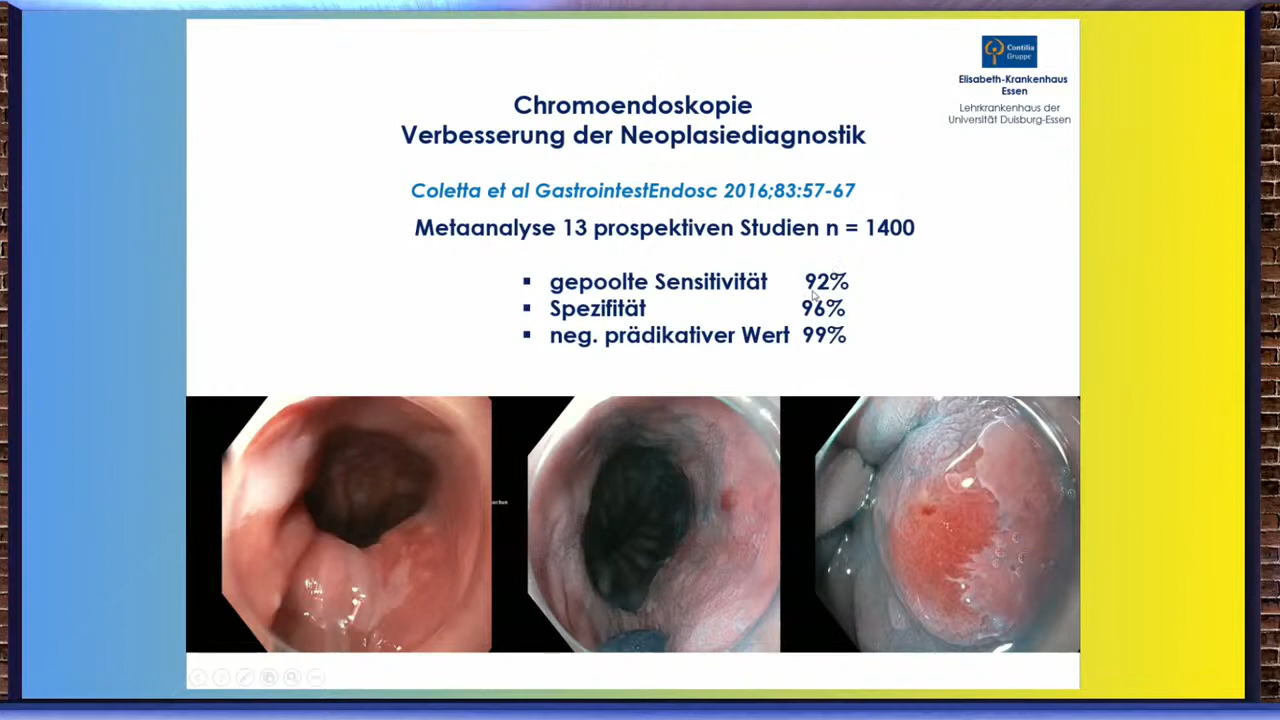 Contilia
Gruppe
Elisabeth-Krankenhaus
Essen
Lehrkrankenhaus der
Universität Duisburg-Essen
Chromoendoskopie
Verbesserung der Neoplasiediagnostik
Coletta et al GastrointestEndosc 2016;83:57-67
Metaanalyse 13 prospektiven Studien n = 1400
▪ gepoolte Sensitivität 92%
▪ Spezifität 96%
▪ neg. prädikativer Wert 99%